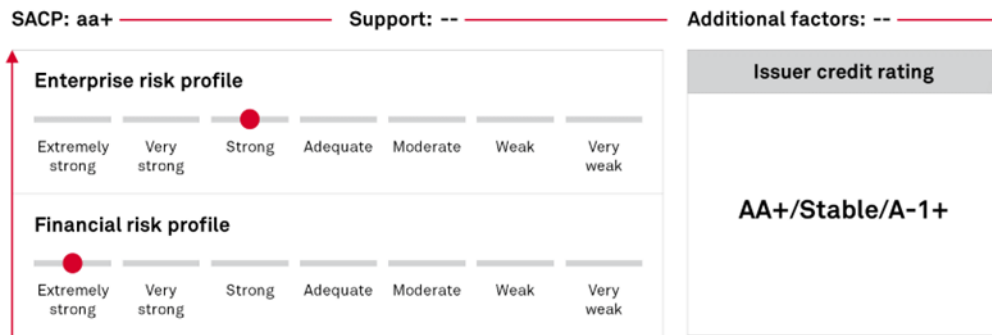 SACP: aa+ Support: -- Additional factors: --
Enterprise risk profile
Extremely strong
Very strong
Strong
Adequate
Moderate
Weak
Very weak
Financial risk profile
Extremely strong
Very strong
Strong
Adequate
Moderate
Weak
Very weak
Issuer credit rating
AA+/Stable/A-1+